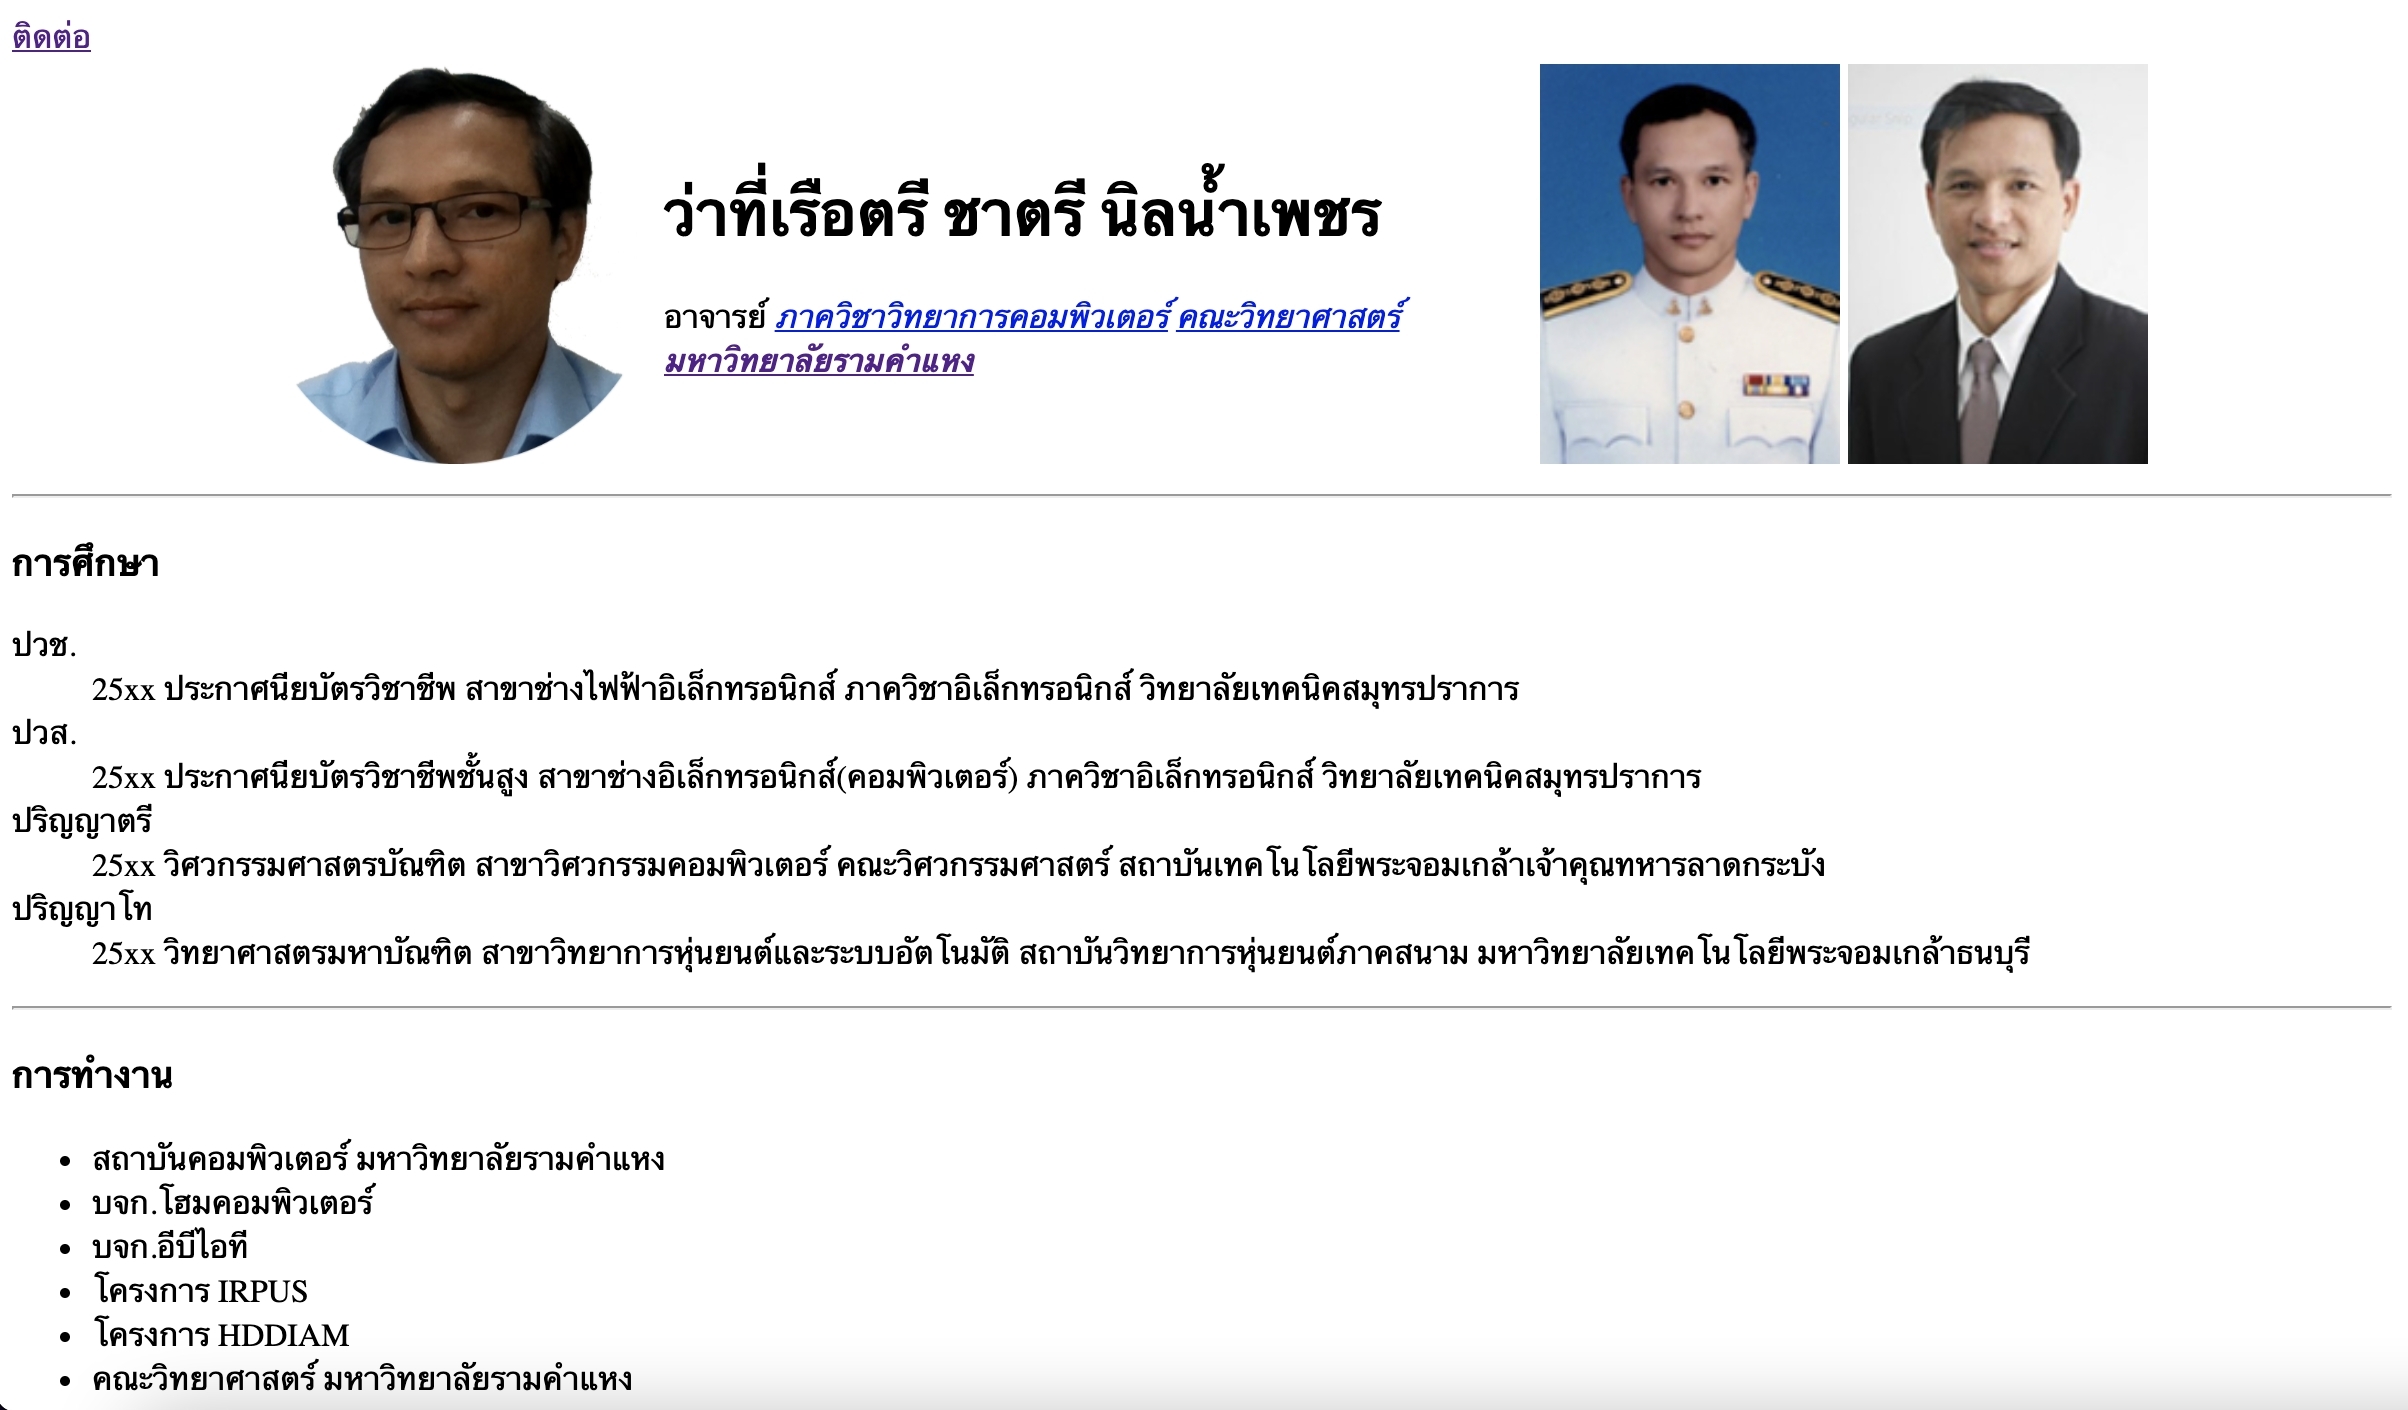 ติดต่อ
ว่าที่เรือตรี ชาตรี นิลน้ำเพชร
อาจารย์ ภาควิชาวิทยาการคอมพิวเตอร์ คณะวิทยาศาสตร์
มหาวิทยาลัยรามคำแหง
การศึกษา
ปวช.
25xx ประกาศนียบัตรวิชาชีพ สาขาช่างไฟฟ้าอิเล็กทรอนิกส์ ภาควิชาอิเล็กทรอนิกส์ วิทยาลัยเทคนิคสมุทรปราการ
ปวส.
25xx ประกาศนียบัตรวิชาชีพชั้นสูง สาขาช่างอิเล็กทรอนิกส์(คอมพิวเตอร์) ภาควิชาอิเล็กทรอนิกส์ วิทยาลัยเทคนิคสมุทรปราการ
ปริญญาตรี
25xx วิศวกรรมศาสตรบัณฑิต สาขาวิศวกรรมคอมพิวเตอร์ คณะวิศวกรรมศาสตร์ สถาบันเทคโนโลยีพระจอมเกล้าเจ้าคุณทหารลาดกระบัง
ปริญญาโท
25xx วิทยาศาสตรมหาบัณฑิต สาขาวิทยาการหุ่นยนต์และระบบอัตโนมัติ สถาบันวิทยาการหุ่นยนต์ภาคสนาม มหาวิทยาลัยเทคโนโลยีพระจอมเกล้าธนบุรี
การทำงาน
สถาบันคอมพิวเตอร์ มหาวิทยาลัยรามคำแหง
บจก.โฮมคอมพิวเตอร์
บจก.อีบีไอที
โครงการ IRPUS
โครงการ HDDIAM
คณะวิทยาศาสตร์ มหาวิทยาลัยรามคำแหง